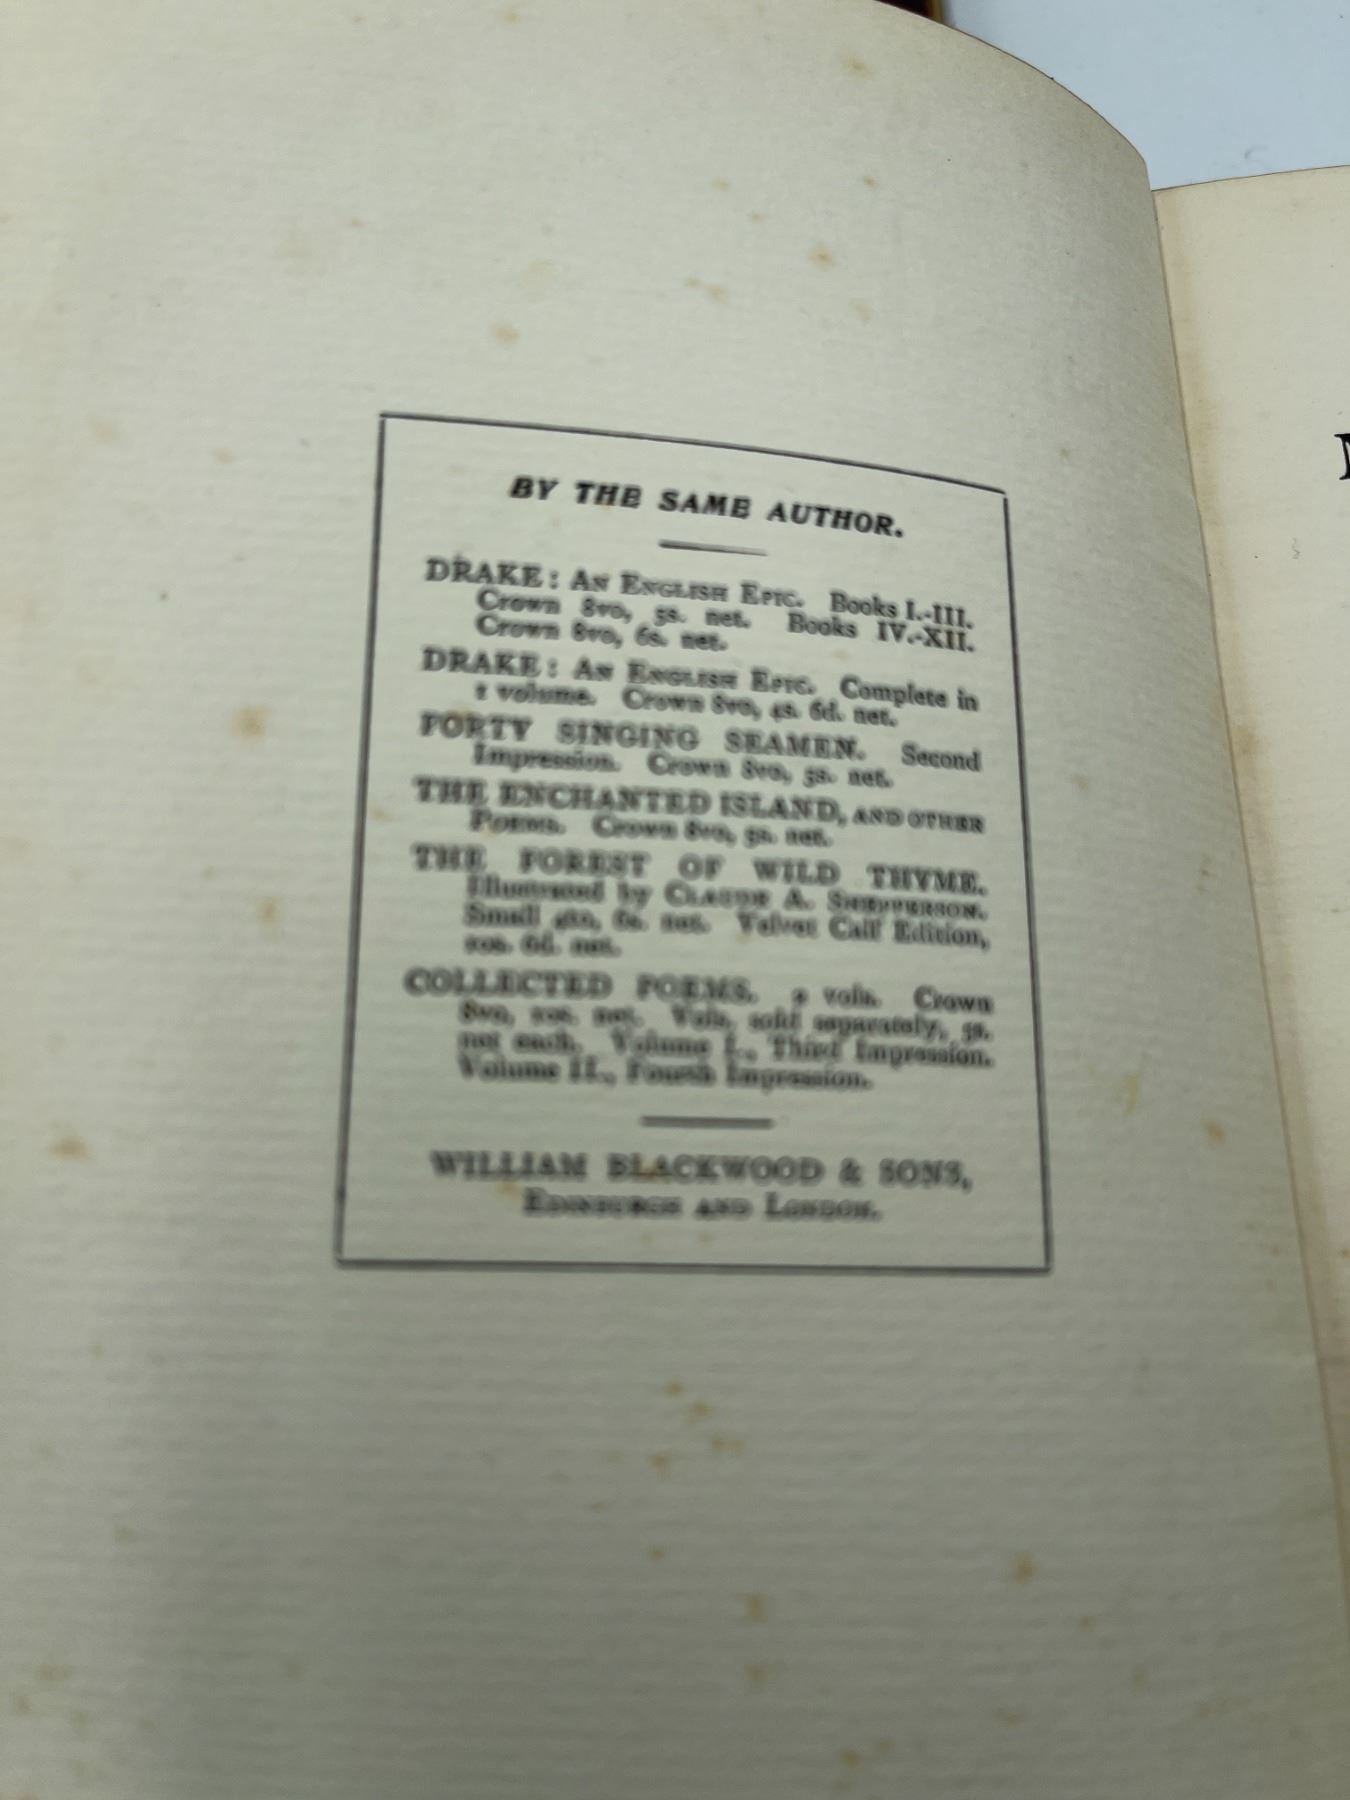 BY THE SAME AUTHOR.
DRAKE: AN ENGLISH EPIC. Books I.-III.
Crown 8vo, 5s. net. Books IV.-XII.
Crown 8vo, 6s. net.
DRAKE: AN ENGLISH EPIC. Complete in
1 volume. Crown 8vo, 4s. 6d. net.
FORTY SINGING SEAMEN. Second
Impression. Crown 8vo, 5s. net.
THE ENCHANTED ISLAND, AND OTHER
POEMS. Crown 8vo, 5s. net.
THE FOREST OF WILD THYME.
Illustrated by CLAUDE A. SHEPPERSON.
Small 4to, 6s. net. Velvet Calf Edition,
10s. 6d. net.
COLLECTED POEMS. 2 vols. Crown
8vo, 10s. net. Vols. sold separately, 5s.
net each. Volume I., Third Impression.
Volume II., Fourth Impression.
WILLIAM BLACKWOOD & SONS,
EDINBURGH AND LONDON.